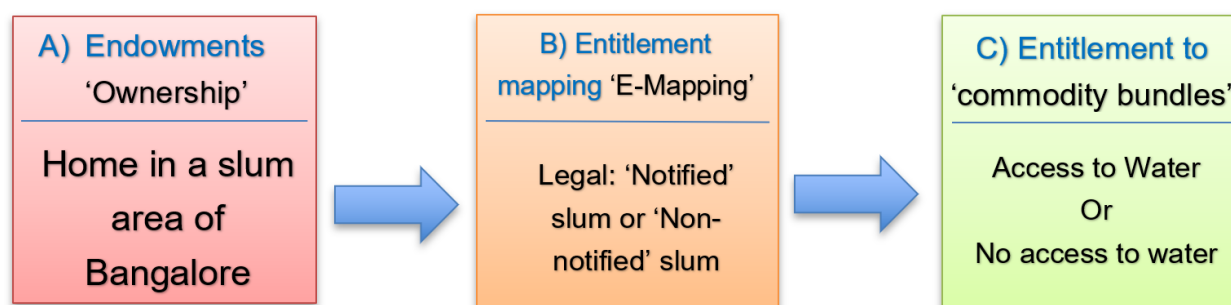 A) Endowments
‘Ownership’
Home in a slum
area of
Bangalore
B) Entitlement
mapping ‘E-Mapping’
Legal: ‘Notified’
slum or ‘Non-
notified’ slum
C) Entitlement to
‘commodity bundles’
Access to Water
Or
No access to water